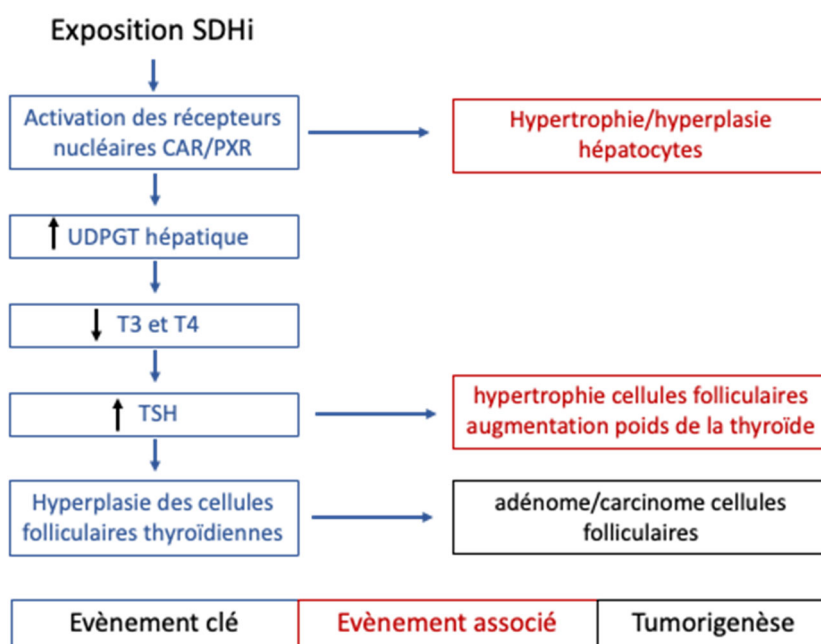 Exposition SDHi
Activation des récepteurs
nucléaires CAR/PXR
Hypertrophie/hyperplasie
hépatocytes
UDPGT hépatique
T3 et T4
TSH
hypertrophie cellules folliculaires
augmentation poids de la thyroïde
Hyperplasie des cellules
folliculaires thyroïdiennes
adénome/carcinome cellules
folliculaires
Evènement clé
Evènement associé
Tumorigenèse